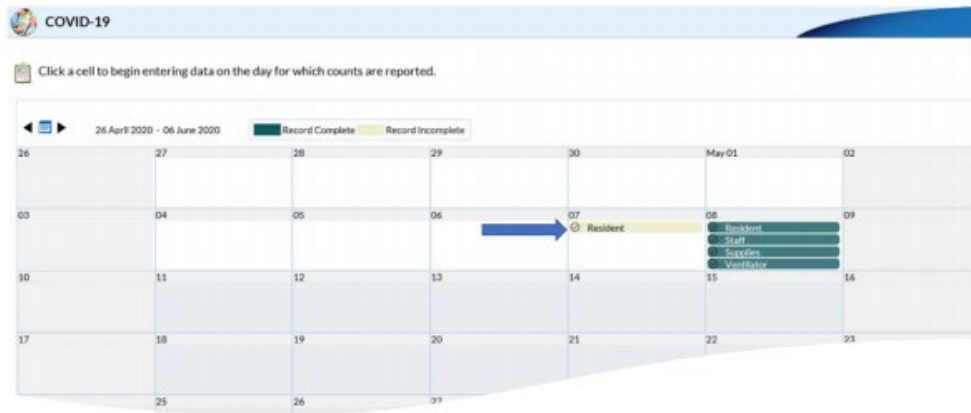 COVID-19
Click a cell to begin entering data on the day for which counts are reported.
26 April 2020 - 06 June 2020 Record Complete Record Incomplete
26 27 28 29 30 May 01 02
03 04 05 06 07 08 09
Resident Resident
Staff
Supplies
Ventilator
10 11 12 13 14 15 16
17 18 19 20 21 22 23
25 26 27